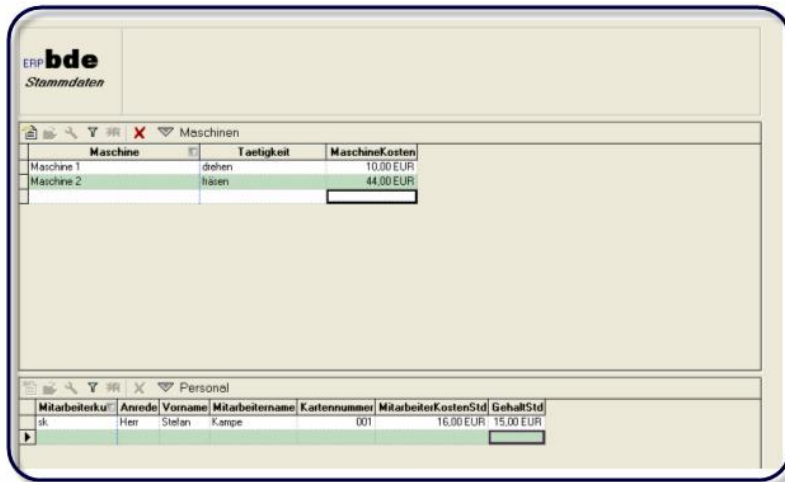 ERP bde
Stammdaten
Maschinen
Maschine Taetigkeit MaschineKosten
Maschine 1 drehen 10,00 EUR
Maschine 2 fräsen 44,00 EUR
Personal
Mitarbeiterku Anrede Vorname Mitarbeitername Kartennummer MitarbeiterKostenStd GehaltStd
sk Herr Stefan Kampe 001 16,00 EUR 15,00 EUR